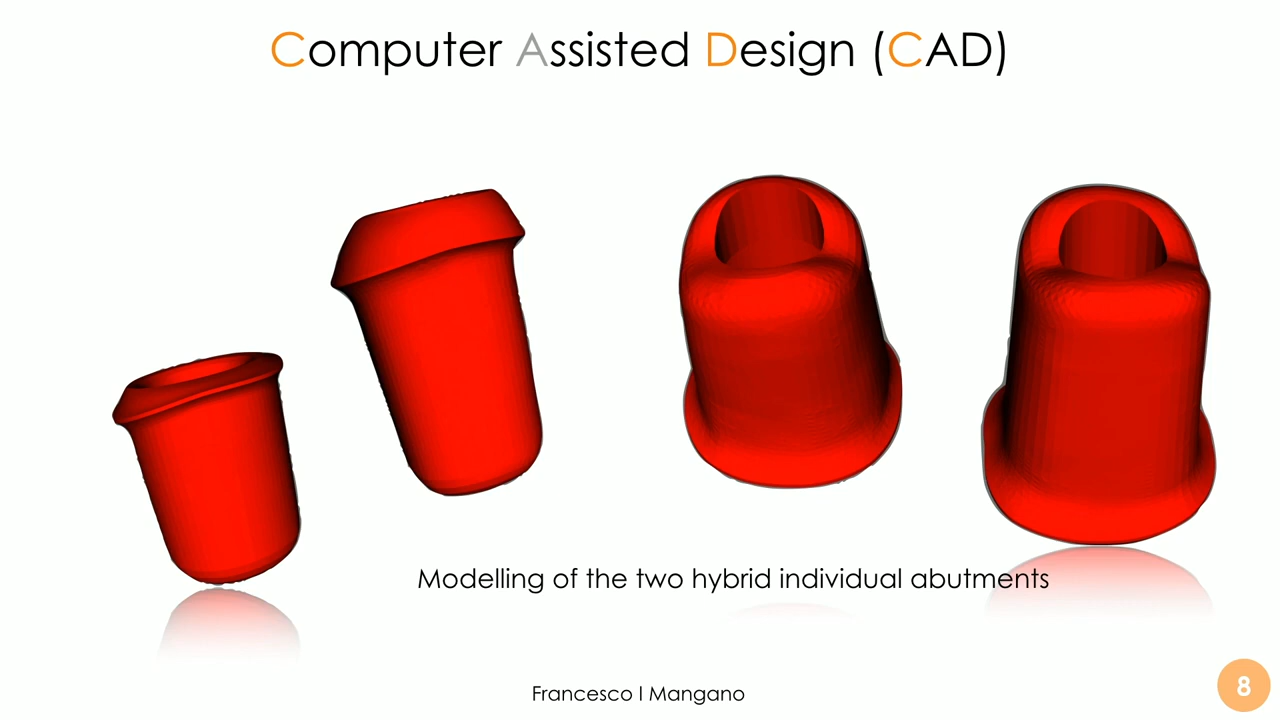 Computer Assisted Design (CAD)
Modelling of the two hybrid individual abutments
Francesco I Mangano
8